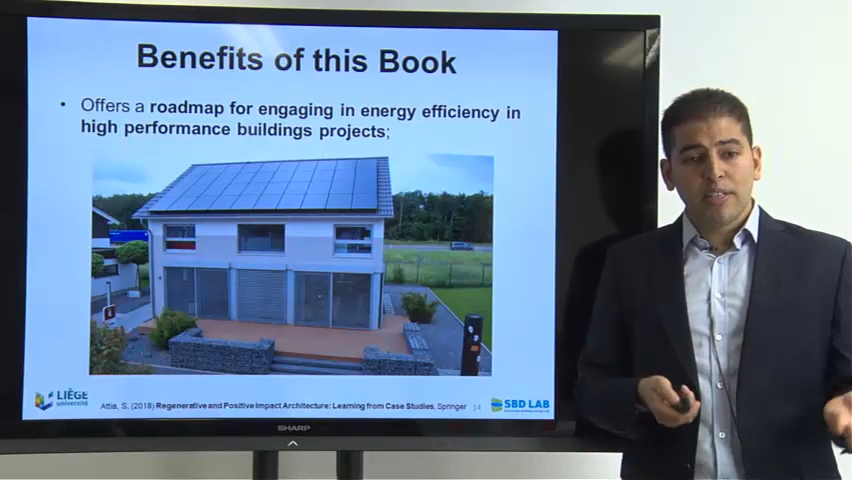 Benefits of this Book
• Offers a roadmap for engaging in energy efficiency in
high performance buildings projects;
LIÈGE
université
Attia, S. (2018) Regenerative and Positive Impact Architecture: Learning from Case Studies, Springer
14
SBD LAB
SHARP